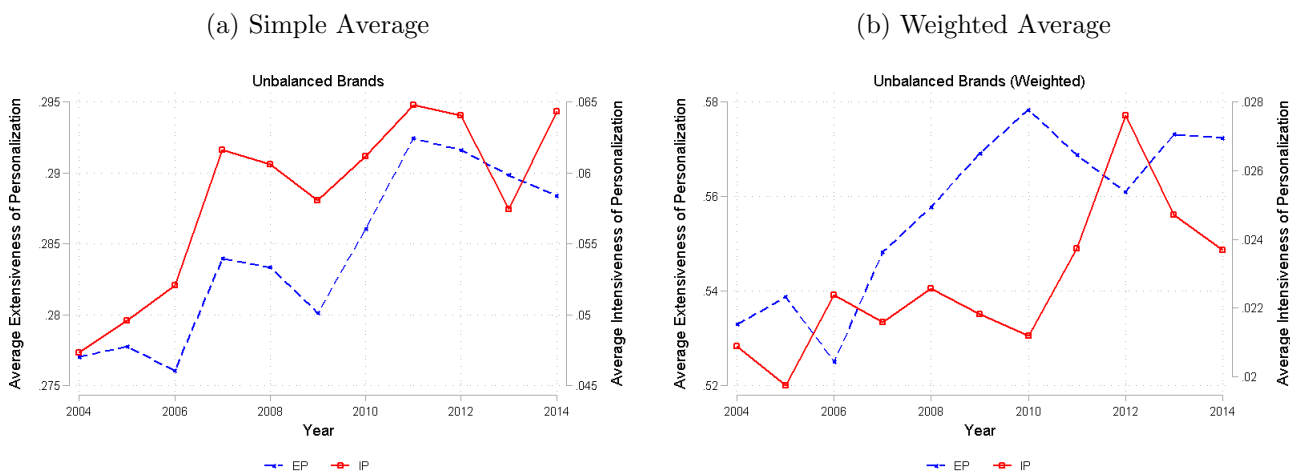 (a) Simple Average
Unbalanced Brands
Average Extensiveness of Personalization
.295
.29
.285
.28
.275
.065
.06
.055
.05
.045
Average Intensiveness of Personalization
2004 2006 2008 2010 2012 2014
Year
EP IP
(b) Weighted Average
Unbalanced Brands (Weighted)
Average Extensiveness of Personalization
.58
.56
.54
.52
.028
.026
.024
.022
.02
Average Intensiveness of Personalization
2004 2006 2008 2010 2012 2014
Year
EP IP